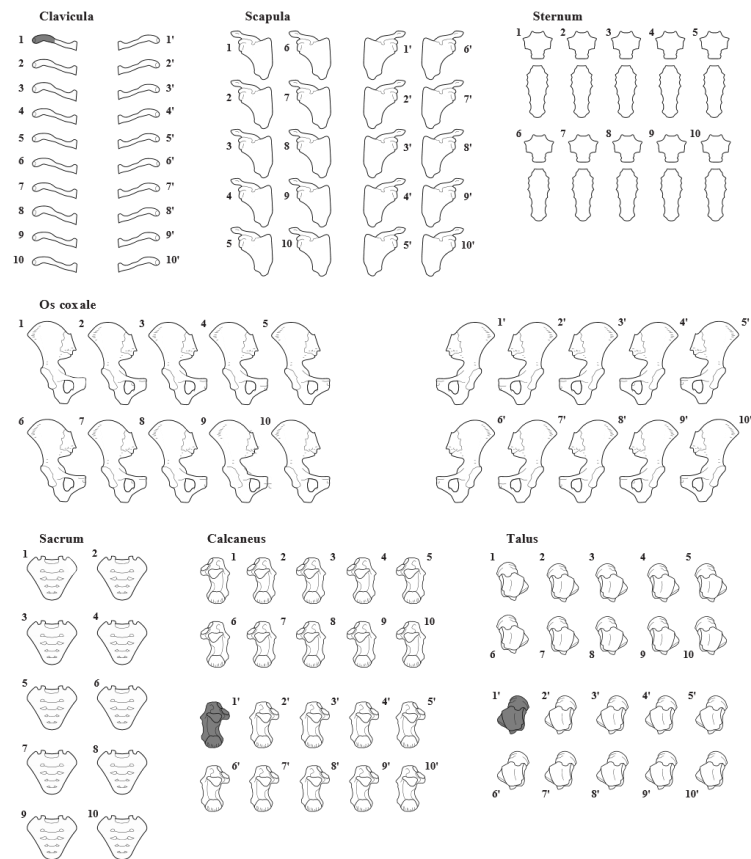 Clavicula Scapula Sternum
1 1'
2 2'
3 3'
4 4'
5 5'
6 6'
7 7'
8 8'
9 9'
10 10'
1 6 1' 6'
2 7 2' 7'
3 8 3' 8'
4 9 4' 9'
5 10 5' 10'
1 2 3 4 5
6 7 8 9 10
Os coxale
1 2 3 4 5 1' 2' 3' 4' 5'
6 7 8 9 10 6' 7' 8' 9' 10'
Sacrum Calcaneus Talus
1 2
3 4
5 6
7 8
9 10
1 2 3 4 5
6 7 8 9 10
1' 2' 3' 4' 5'
6' 7' 8' 9' 10'
1 2 3 4 5
6 7 8 9 10
1' 2' 3' 4' 5'
6' 7' 8' 9' 10'